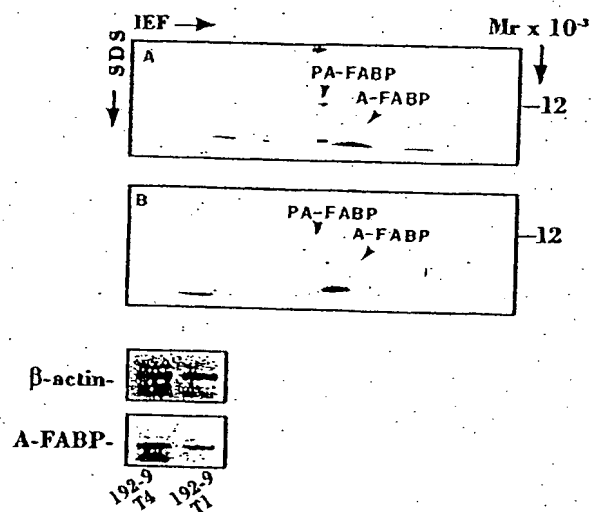 IEF
Mr x 10⁻³
SDS
A
PA-FABP
A-FABP
12
B
PA-FABP
A-FABP
12
β-actin-
A-FABP-
192-9 T4
192-9 T1